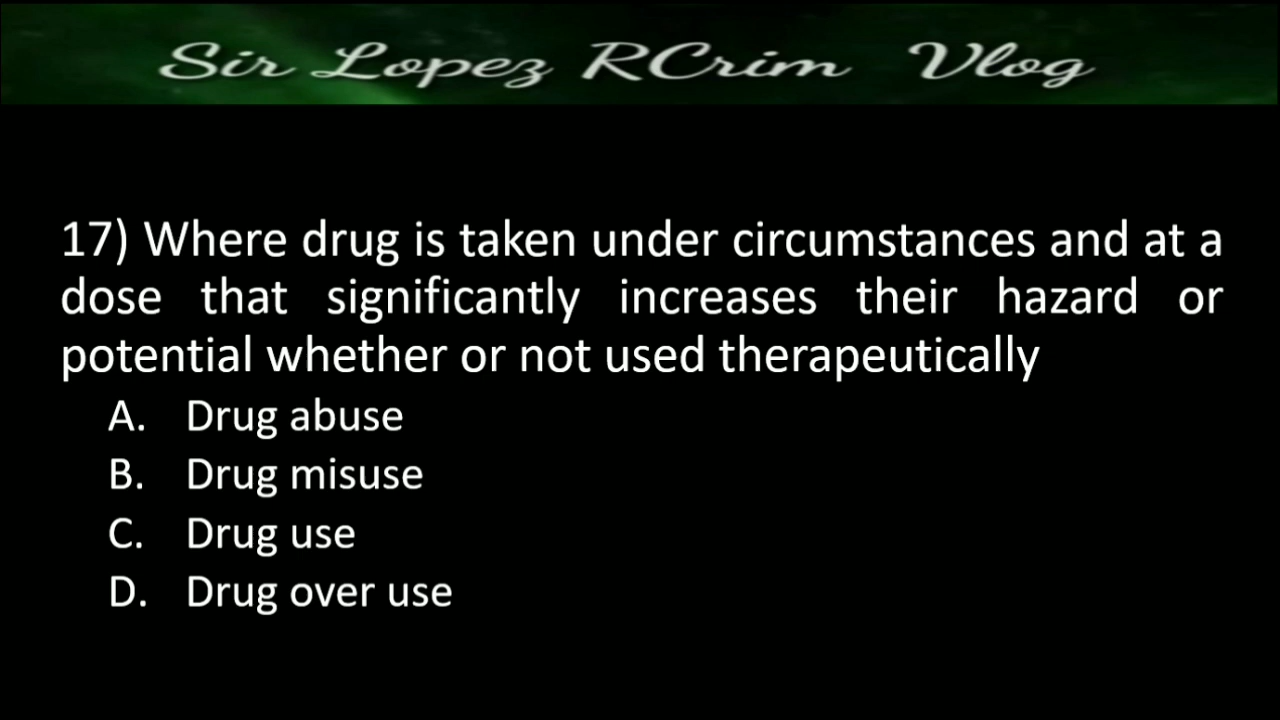 Sir Lopez RCrim Vlog
17) Where drug is taken under circumstances and at a
dose that significantly increases their hazard or
potential whether or not used therapeutically
A. Drug abuse
B. Drug misuse
C. Drug use
D. Drug over use